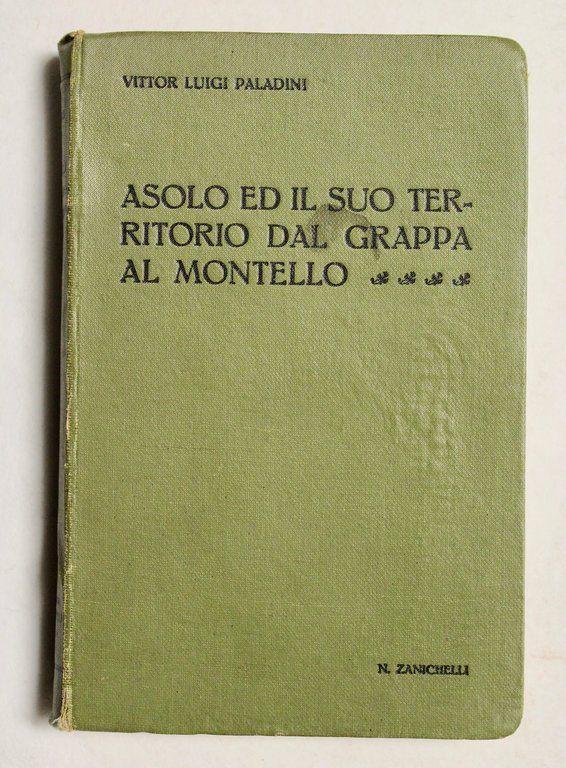 VITTOR LUIGI PALADINI
ASOLO ED IL SUO TER-
RITORIO DAL GRAPPA
AL MONTELLO
N. ZANICHELLI